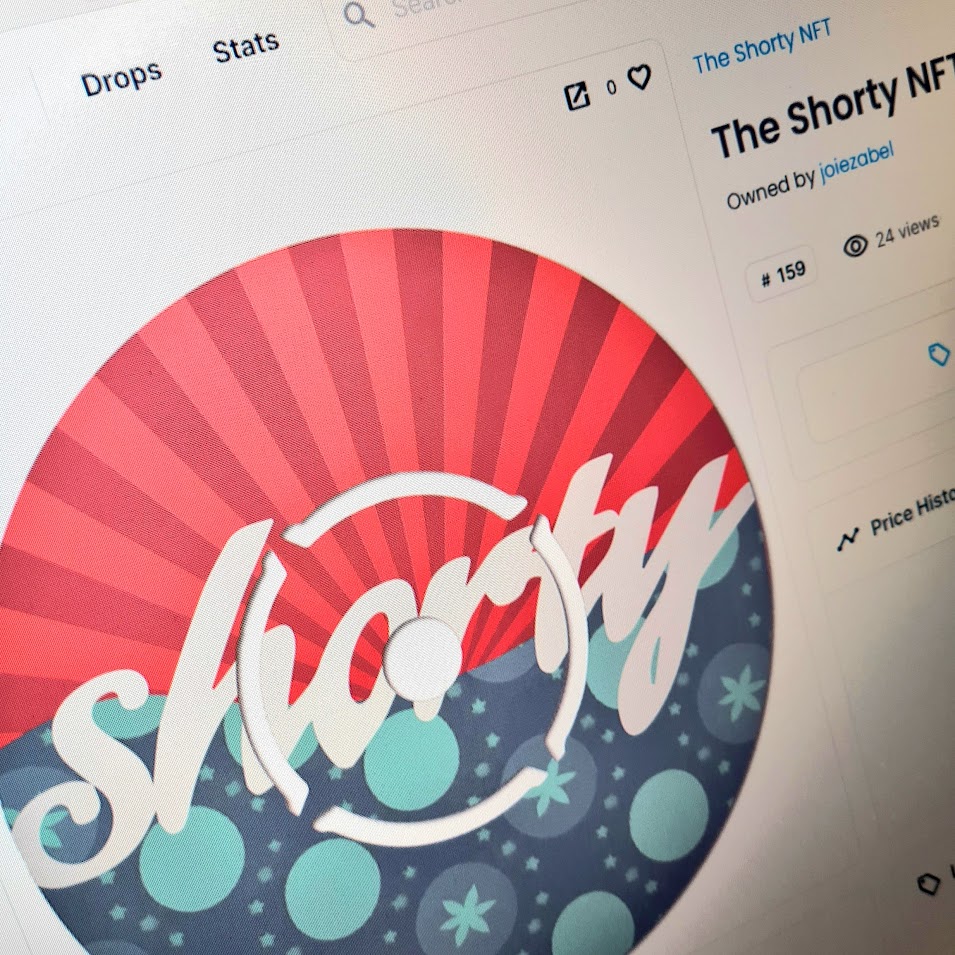 Drops Stats
Search
0
The Shorty NFT
The Shorty NFT
Owned by joiezabel
# 159 24 views
Price Histo
shorty